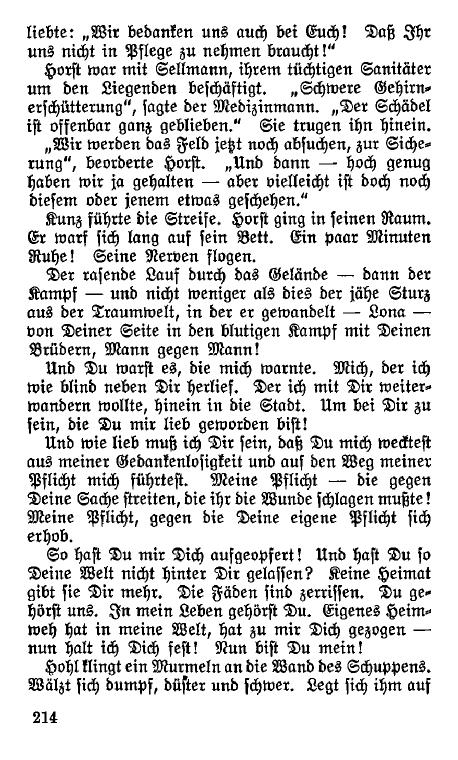 liebte: „Wir bedanken uns auch bei Euch! Daß Ihr
uns nicht in Pflege zu nehmen braucht!“
Horst war mit Sellmann, ihrem tüchtigen Sanitäter
um den Liegenden beschäftigt. „Schwere Gehirn-
erschütterung“, sagte der Medizinmann. „Der Schädel
ist offenbar ganz geblieben.“ Sie trugen ihn hinein.
„Wir werden das Feld jetzt noch absuchen, zur Siche-
rung“, beorderte Horst. „Und dann — hoch genug
haben wir ja gehalten — aber vielleicht ist doch noch
diesem oder jenem etwas geschehen.“
Kunz führte die Streife. Horst ging in seinen Raum.
Er warf sich lang auf sein Bett. Ein paar Minuten
Ruhe! Seine Nerven flogen.
Der rasende Lauf durch das Gelände — dann der
Kampf — und nicht weniger als dies der jähe Sturz
aus der Traumwelt, in der er gewandelt — Lona —
von Deiner Seite in den blutigen Kampf mit Deinen
Brüdern, Mann gegen Mann!
Und Du warst es, die mich warnte. Mich, der ich
wie blind neben Dir herlief. Der ich mit Dir weiter-
wandern wollte, hinein in die Stadt. Um bei Dir zu
sein, die Du mir lieb geworden bist!
Und wie lieb muß ich Dir sein, daß Du mich wecktest
aus meiner Gedankenlosigkeit und auf den Weg meiner
Pflicht mich führtest. Meine Pflicht — die gegen
Deine Sache streiten, die ihr die Wunde schlagen mußte!
Meine Pflicht, gegen die Deine eigene Pflicht sich
erhob.
So hast Du mir Dich aufgeopfert! Und hast Du so
Deine Welt nicht hinter Dir gelassen? Keine Heimat
gibt sie Dir mehr. Die Fäden sind zerrissen. Du ge-
hörst uns. In mein Leben gehörst Du. Eigenes Heim-
weh hat in meine Welt, hat zu mir Dich gezogen —
nun halt ich Dich fest! Nun bist Du mein!
Hohl klingt ein Murmeln an die Wand des Schuppens.
Wälzt sich dumpf, düster und schwer. Legt sich ihm auf
214